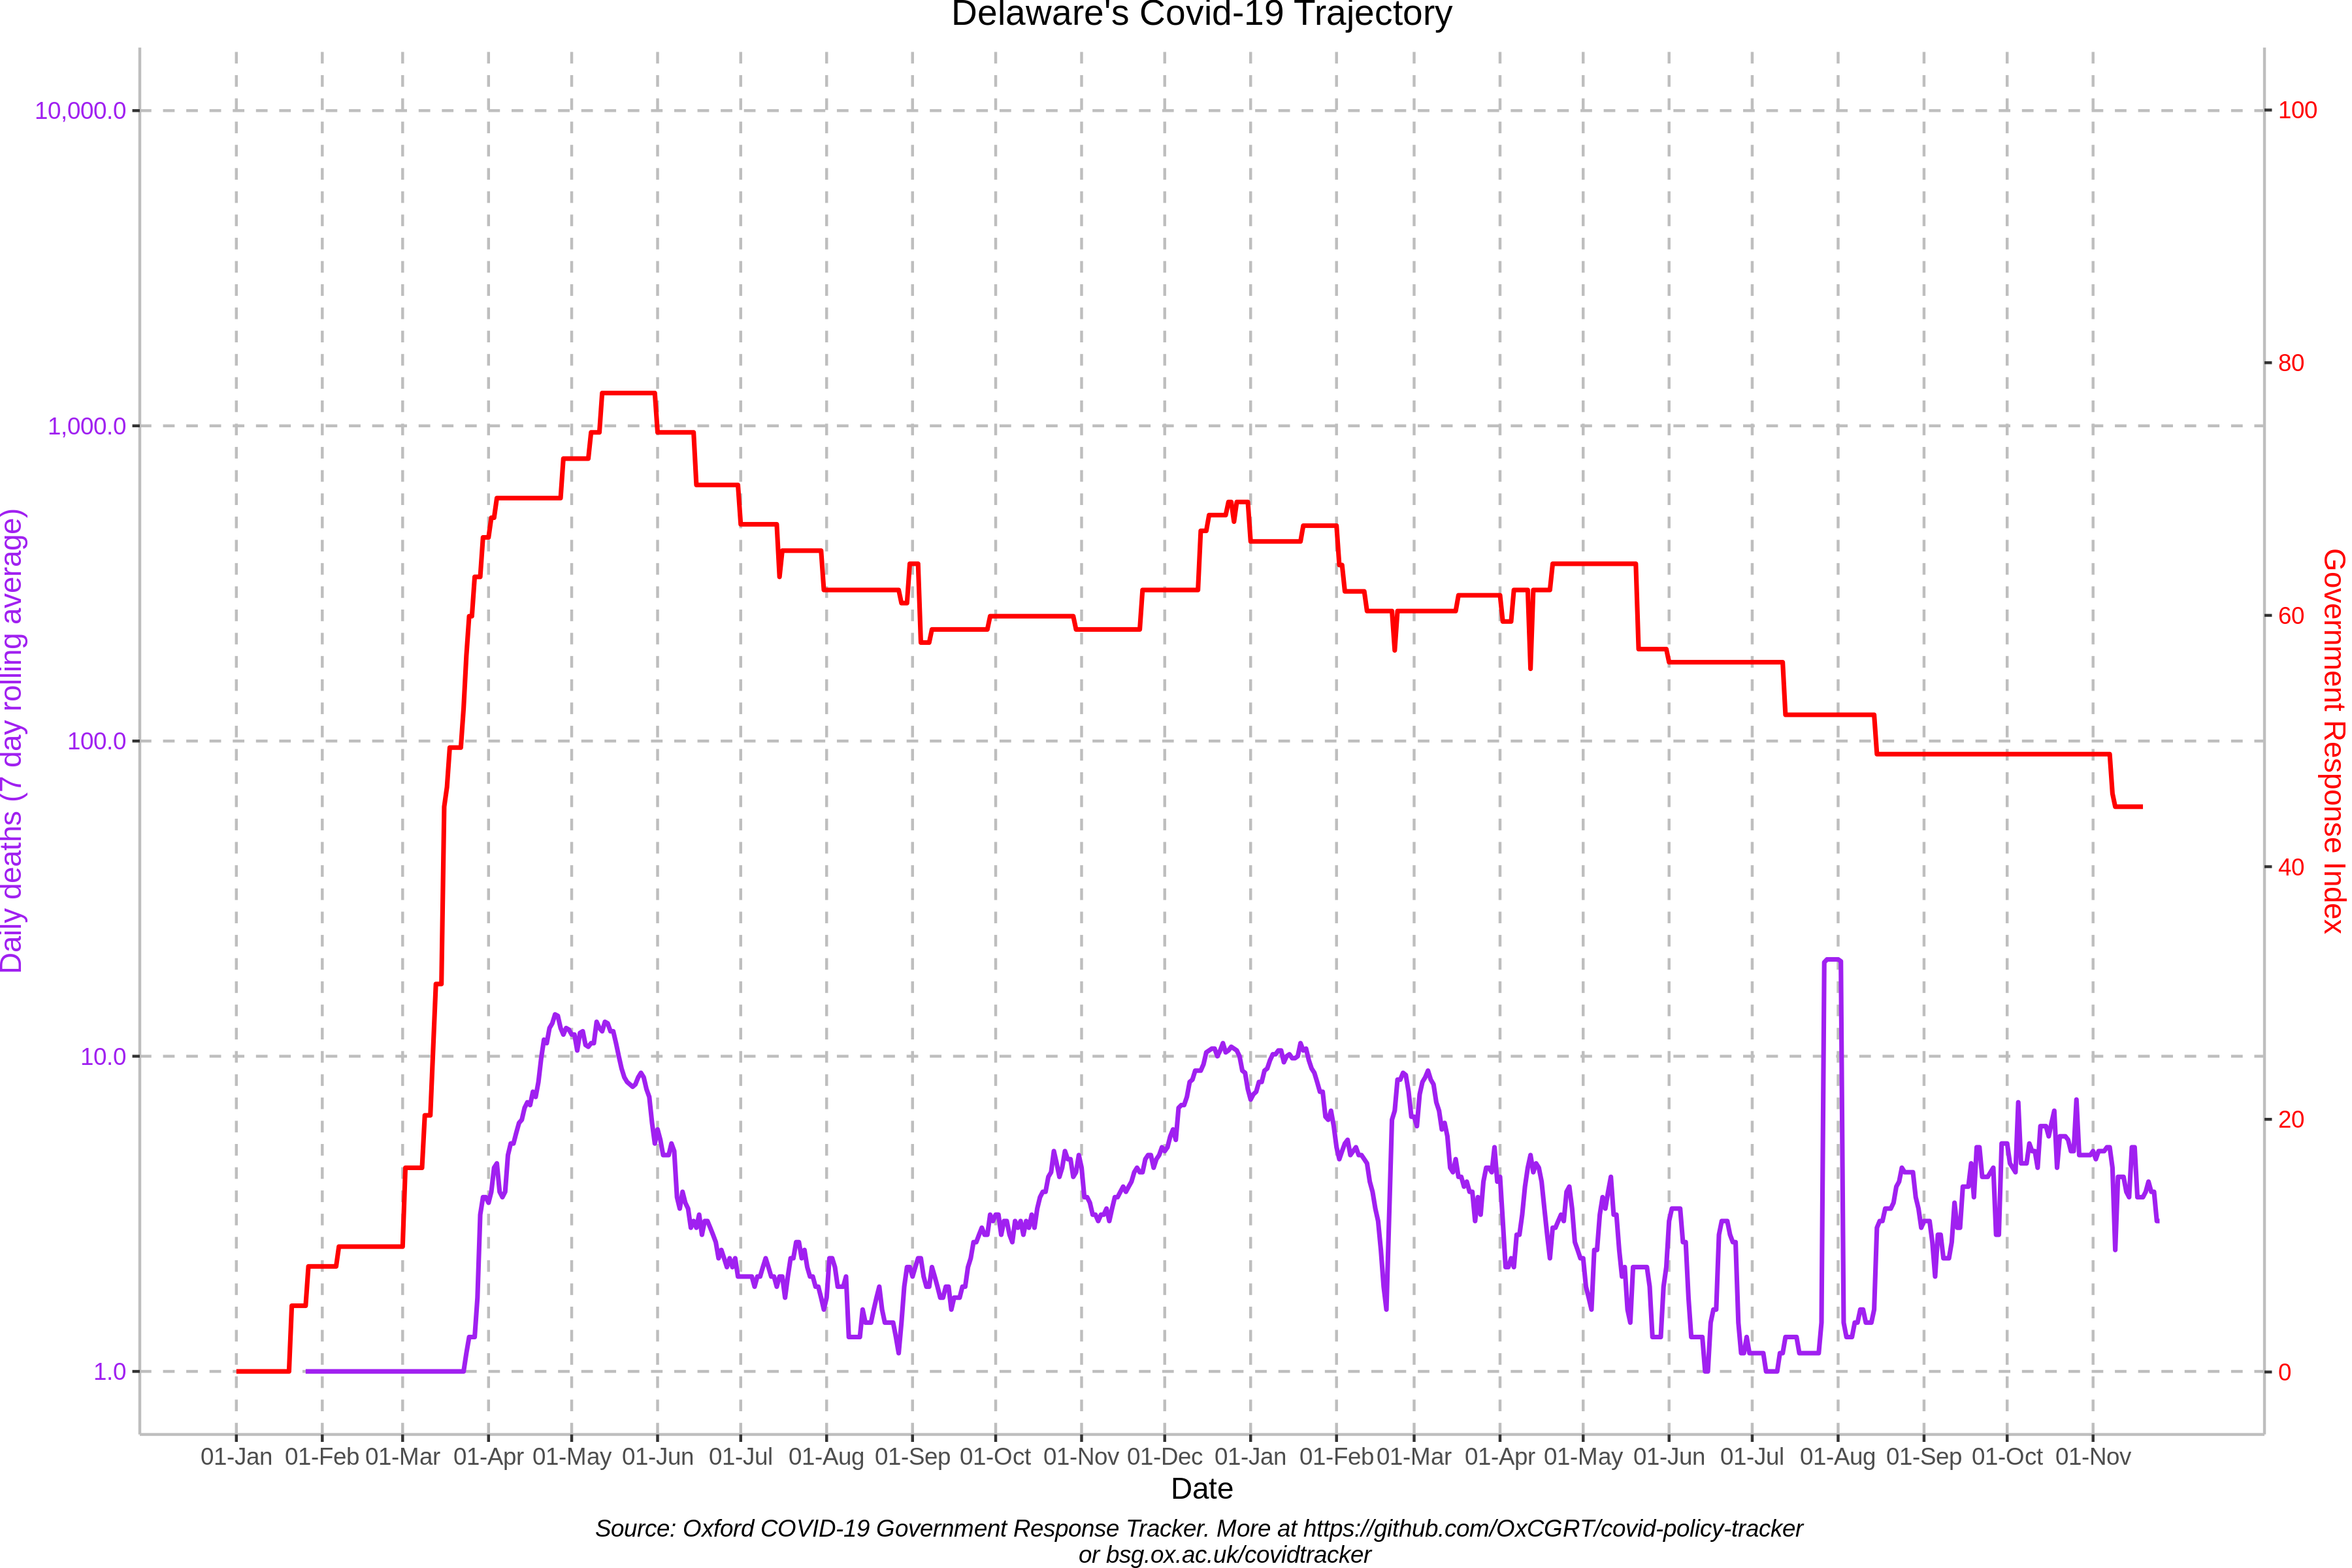 Delaware's Covid-19 Trajectory
10,000.0
1,000.0
100.0
10.0
1.0
Daily deaths (7 day rolling average)
100
80
60
40
20
0
Government Response Index
01-Jan 01-Feb 01-Mar 01-Apr 01-May 01-Jun 01-Jul 01-Aug 01-Sep 01-Oct 01-Nov 01-Dec 01-Jan 01-Feb 01-Mar 01-Apr 01-May 01-Jun 01-Jul 01-Aug 01-Sep 01-Oct 01-Nov
Date
Source: Oxford COVID-19 Government Response Tracker. More at https://github.com/OxCGRT/covid-policy-tracker
or bsg.ox.ac.uk/covidtracker